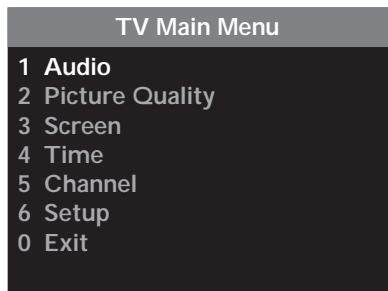 TV Main Menu
1 Audio
2 Picture Quality
3 Screen
4 Time
5 Channel
6 Setup
0 Exit